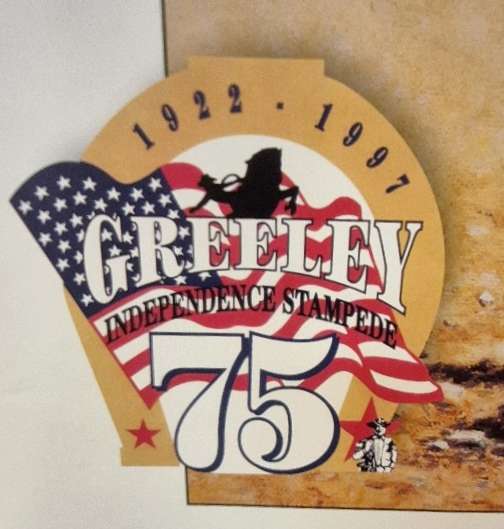 1922 - 1997
GREELEY
INDEPENDENCE STAMPEDE
75